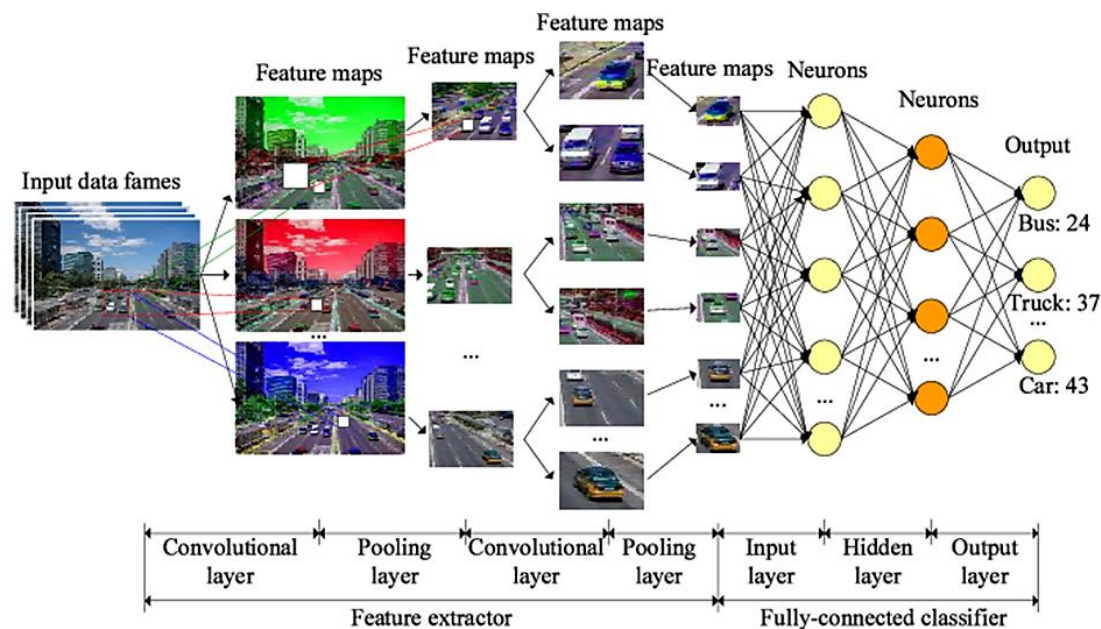 Feature maps
Feature maps
Feature maps
Feature maps
Neurons
Neurons
Output
Input data fames
Bus: 24
Truck: 37
...
Car: 43
...
...
...
...
...
...
Convolutional layer
Pooling layer
Convolutional layer
Pooling layer
Input layer
Hidden layer
Output layer
Feature extractor
Fully-connected classifier